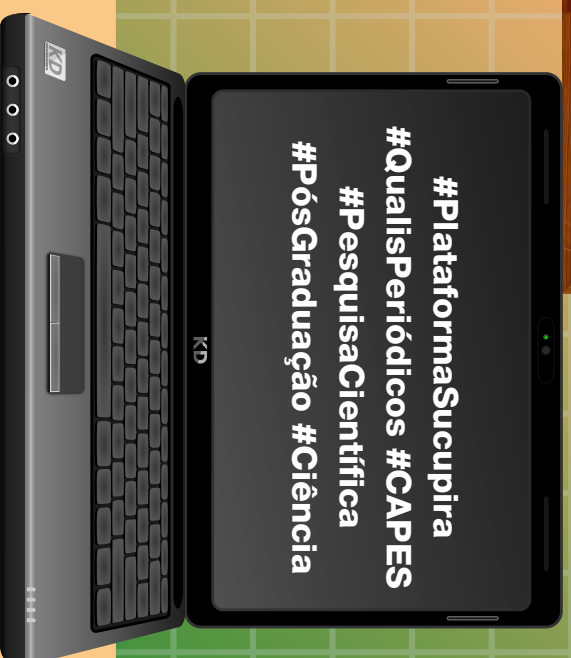 #PlataformaSucupira
#QualisPeriódicos #CAPES
#PesquisaCientífica
#PósGraduação #Ciência
KD
KD